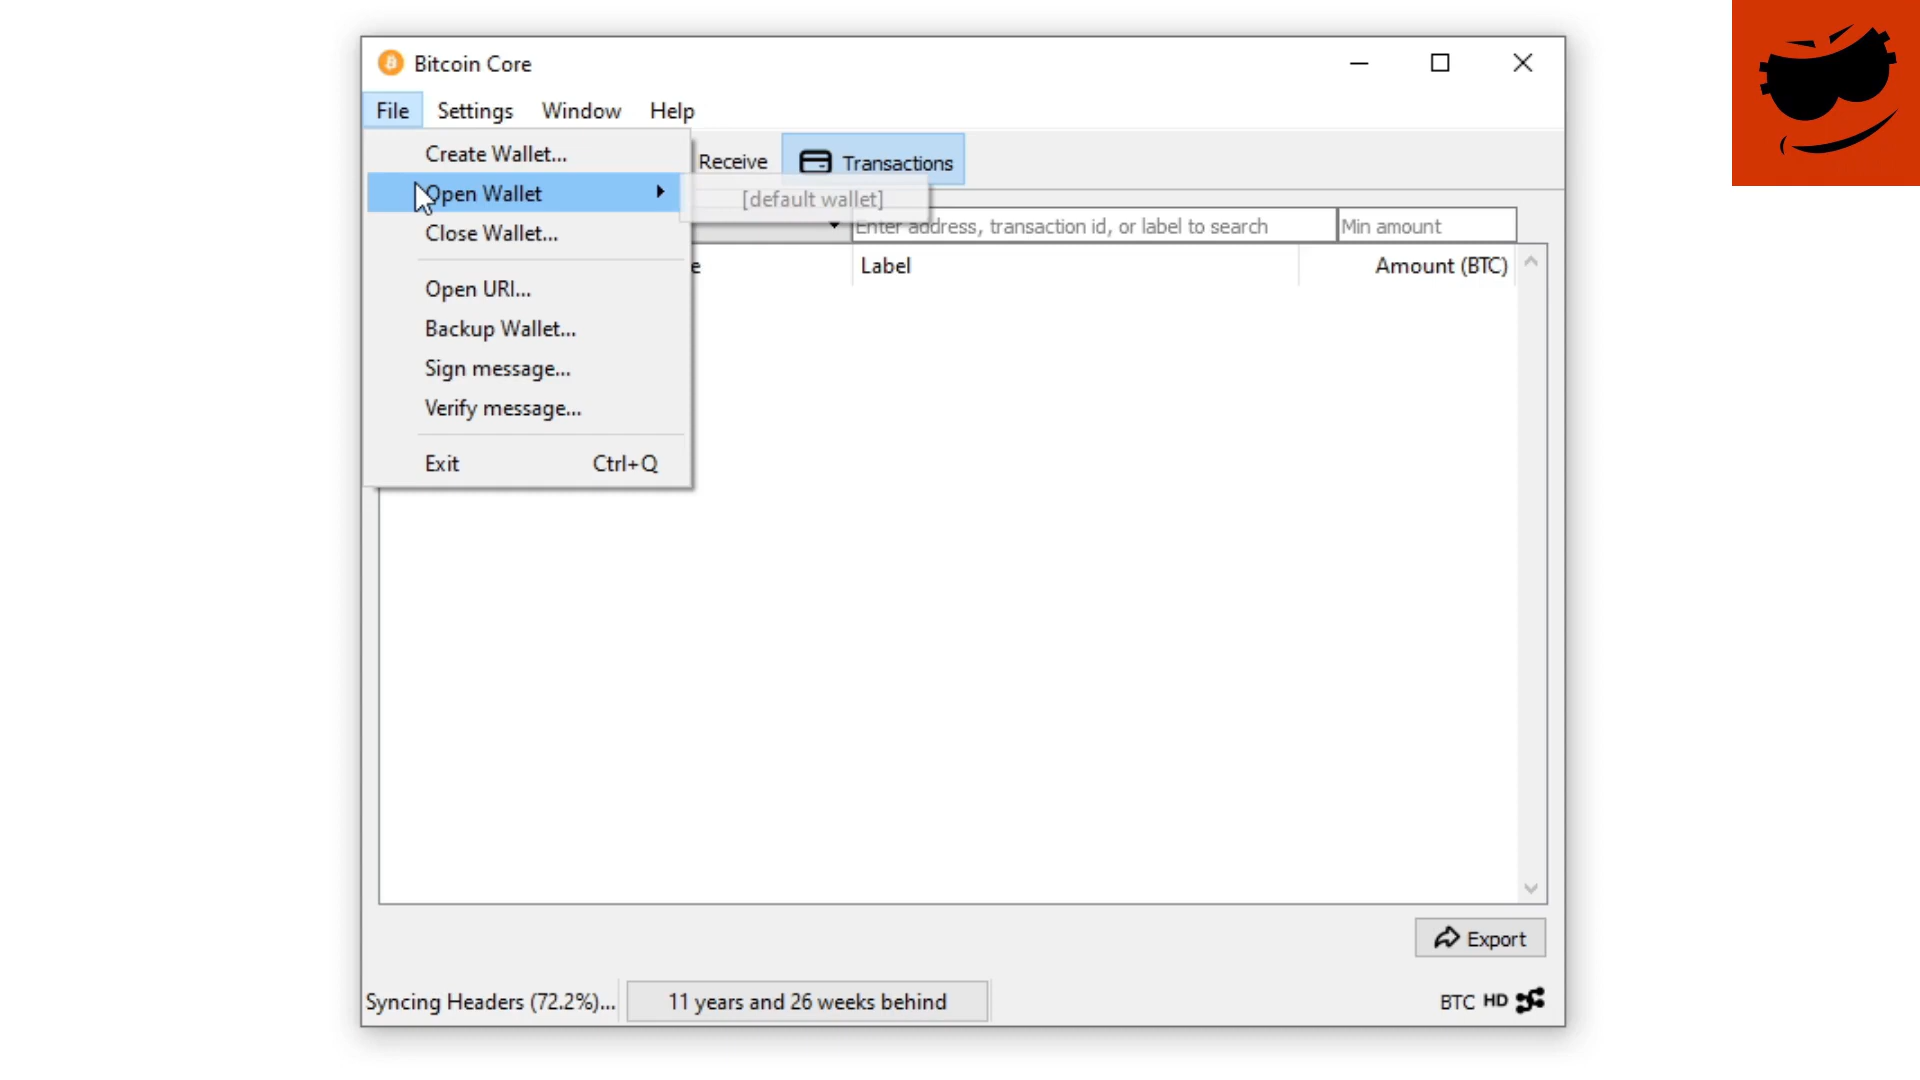 Bitcoin Core
File Settings Window Help
Create Wallet...
Open Wallet
Close Wallet...
Open URI...
Backup Wallet...
Sign message...
Verify message...
Exit Ctrl+Q
Receive Transactions
[default wallet]
Enter address, transaction id, or label to search Min amount
e Label Amount (BTC)
Export
Syncing Headers (72.2%)... 11 years and 26 weeks behind BTC HD